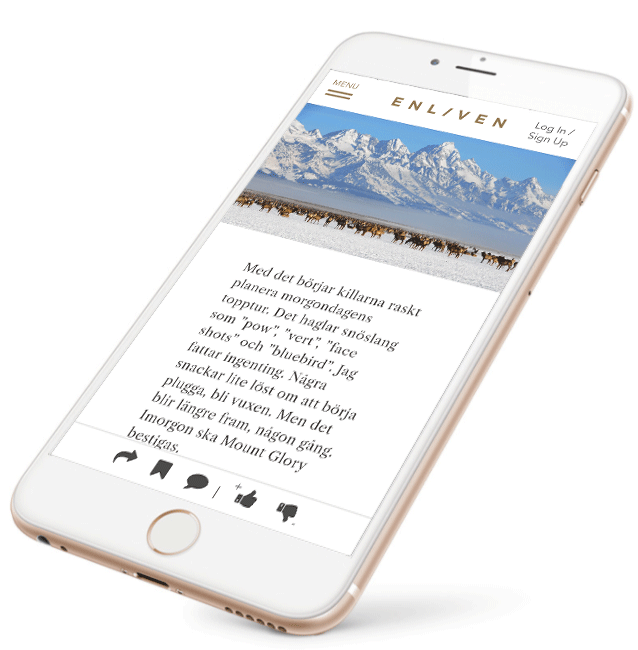 MENU
ENL/VEN
Log In /
Sign Up
Med det börjar killarna raskt
planera morgondagens
topptur. Det haglar snöslang
som "pow", "vert", "face
shots" och "bluebird". Jag
fattar ingenting. Några
snackar lite löst om att börja
plugga, bli vuxen. Men det
blir längre fram, någon gång.
Imorgon ska Mount Glory
bestigas.